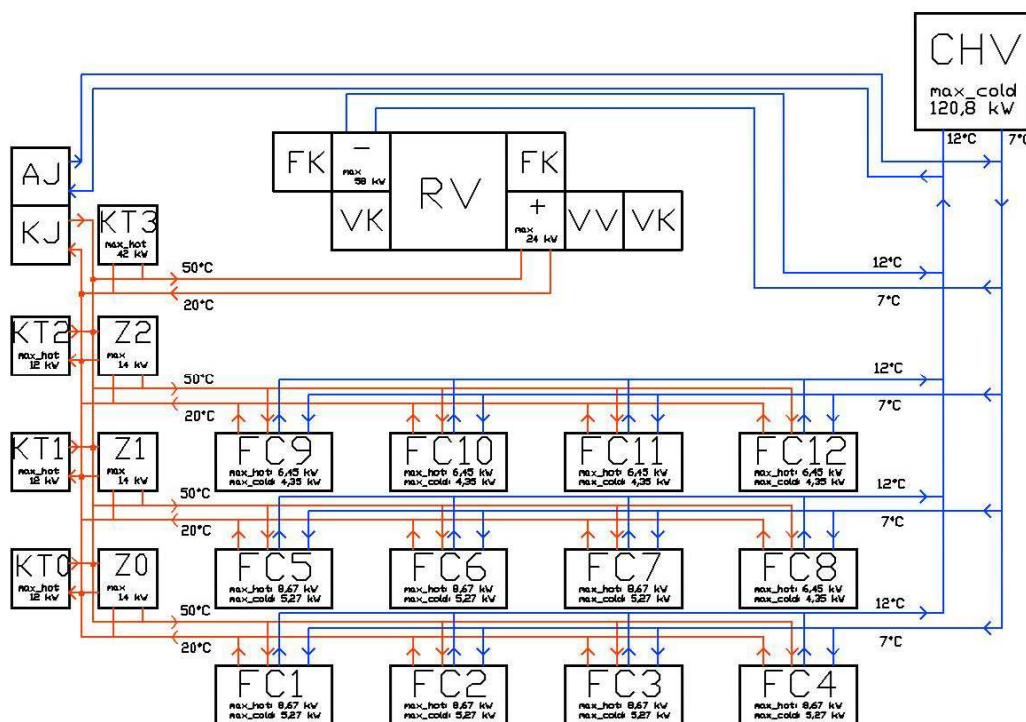 CHV
max_cold
120,8 kW
12°C 7°C
AJ
KJ
KT3
max_hot
42 kW
FK
-
max
58 kW
RV
FK
VK
+
max
24 kW
VV
VK
50°C
20°C
12°C
7°C
KT2
max_hot
12 kW
Z2
max
14 kW
50°C
20°C
12°C
7°C
FC9
max_hot: 6,45 kW
max_cold: 4,35 kW
FC10
max_hot: 6,45 kW
max_cold: 4,35 kW
FC11
max_hot: 6,45 kW
max_cold: 4,35 kW
FC12
max_hot: 6,45 kW
max_cold: 4,35 kW
KT1
max_hot
12 kW
Z1
max
14 kW
50°C
20°C
12°C
7°C
FC5
max_hot: 8,67 kW
max_cold: 5,27 kW
FC6
max_hot: 8,67 kW
max_cold: 5,27 kW
FC7
max_hot: 8,67 kW
max_cold: 5,27 kW
FC8
max_hot: 6,45 kW
max_cold: 4,35 kW
KT0
max_hot
12 kW
Z0
max
14 kW
50°C
20°C
12°C
7°C
FC1
max_hot: 8,67 kW
max_cold: 5,27 kW
FC2
max_hot: 8,67 kW
max_cold: 5,27 kW
FC3
max_hot: 8,67 kW
max_cold: 5,27 kW
FC4
max_hot: 8,67 kW
max_cold: 5,27 kW